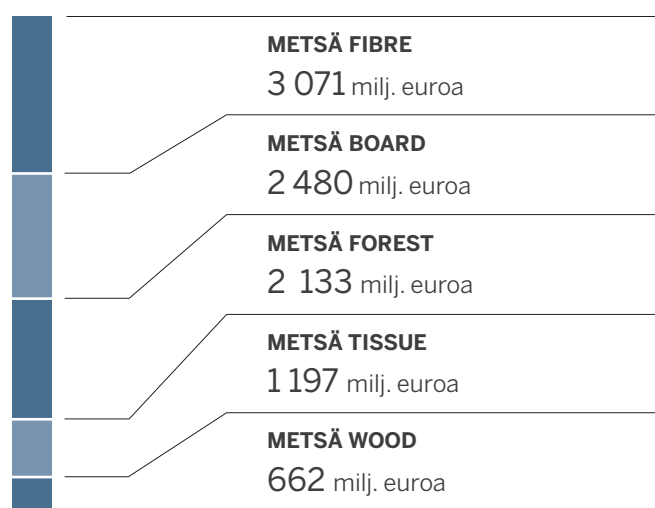 METSÄ FIBRE
3 071 milj. euroa
METSÄ BOARD
2 480 milj. euroa
METSÄ FOREST
2 133 milj. euroa
METSÄ TISSUE
1 197 milj. euroa
METSÄ WOOD
662 milj. euroa